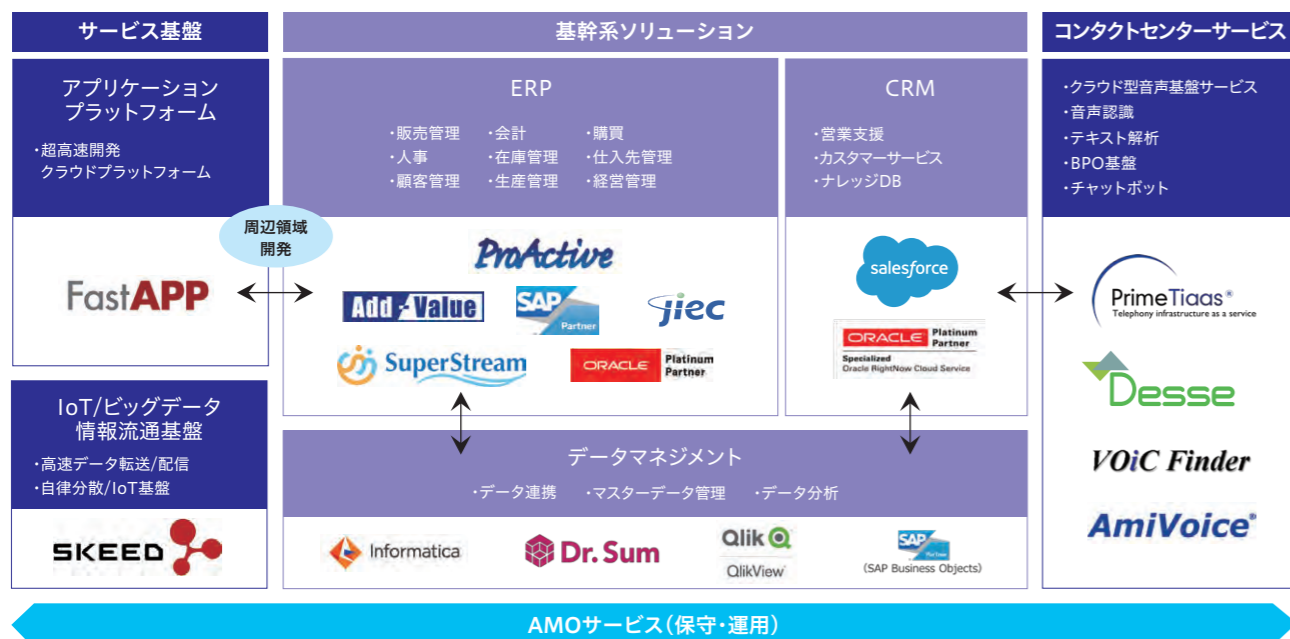 サービス基盤
アプリケーション
プラットフォーム
・超高速開発
クラウドプラットフォーム
FastAPP
周辺領域
開発
IoT/ビッグデータ
情報流通基盤
・高速データ転送/配信
・自律分散/IoT基盤
SKEED
基幹系ソリューション
ERP
・販売管理 ・会計 ・購買
・人事 ・在庫管理 ・仕入先管理
・顧客管理 ・生産管理 ・経営管理
ProActive
Add Value
SAP
Partner
jiec
SuperStream
ORACLE
Platinum
Partner
CRM
・営業支援
・カスタマーサービス
・ナレッジDB
salesforce
ORACLE
Platinum
Partner
Specialized
Oracle RightNow Cloud Service
データマネジメント
・データ連携 ・マスターデータ管理 ・データ分析
Informatica
Dr.Sum
Qlik
QlikView
SAP
Partner
(SAP Business Objects)
コンタクトセンターサービス
・クラウド型音声基盤サービス
・音声認識
・テキスト解析
・BPO基盤
・チャットボット
PrimeTiaas®
Telephony infrastructure as a service
Desse
VOiC Finder
AmiVoice®
AMOサービス(保守・運用)